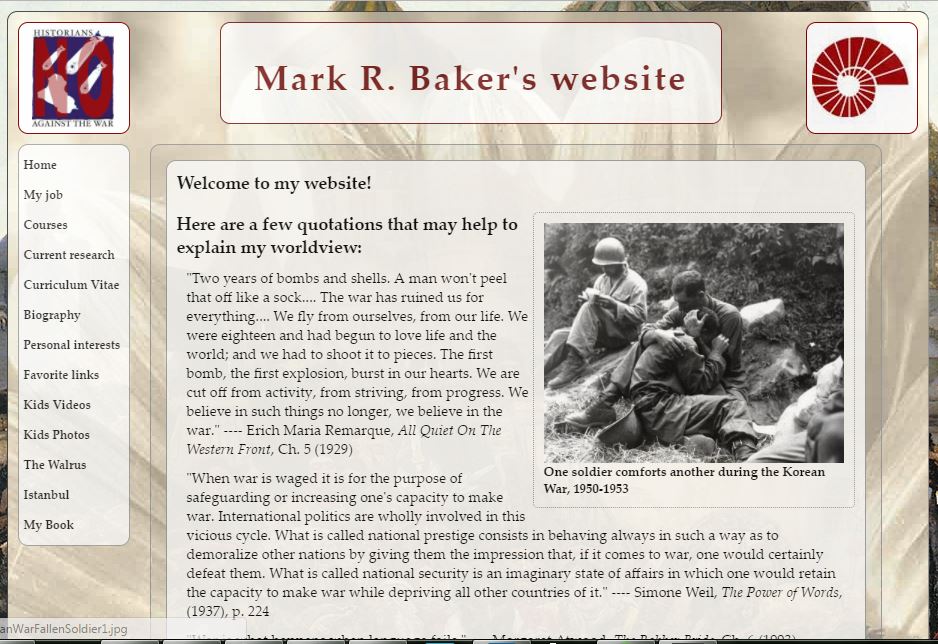 HISTORIANS
NO
AGAINST THE WAR
Mark R. Baker's website
Home
My job
Courses
Current research
Curriculum Vitae
Biography
Personal interests
Favorite links
Kids Videos
Kids Photos
The Walrus
Istanbul
My Book
Welcome to my website!
Here are a few quotations that may help to
explain my worldview:
"Two years of bombs and shells. A man won't peel
that off like a sock.... The war has ruined us for
everything.... We fly from ourselves, from our life. We
were eighteen and had begun to love life and the
world; and we had to shoot it to pieces. The first
bomb, the first explosion, burst in our hearts. We are
cut off from activity, from striving, from progress. We
believe in such things no longer, we believe in the
war." ---- Erich Maria Remarque, All Quiet On The
Western Front, Ch. 5 (1929)
One soldier comforts another during the Korean
War, 1950-1953
"When war is waged it is for the purpose of
safeguarding or increasing one's capacity to make
war. International politics are wholly involved in this
vicious cycle. What is called national prestige consists in behaving always in such a way as to
demoralize other nations by giving them the impression that, if it comes to war, one would certainly
defeat them. What is called national security is an imaginary state of affairs in which one would retain
the capacity to make war while depriving all other countries of it." ---- Simone Weil, The Power of Words,
(1937), p. 224
anWarFallenSoldier1.jpg